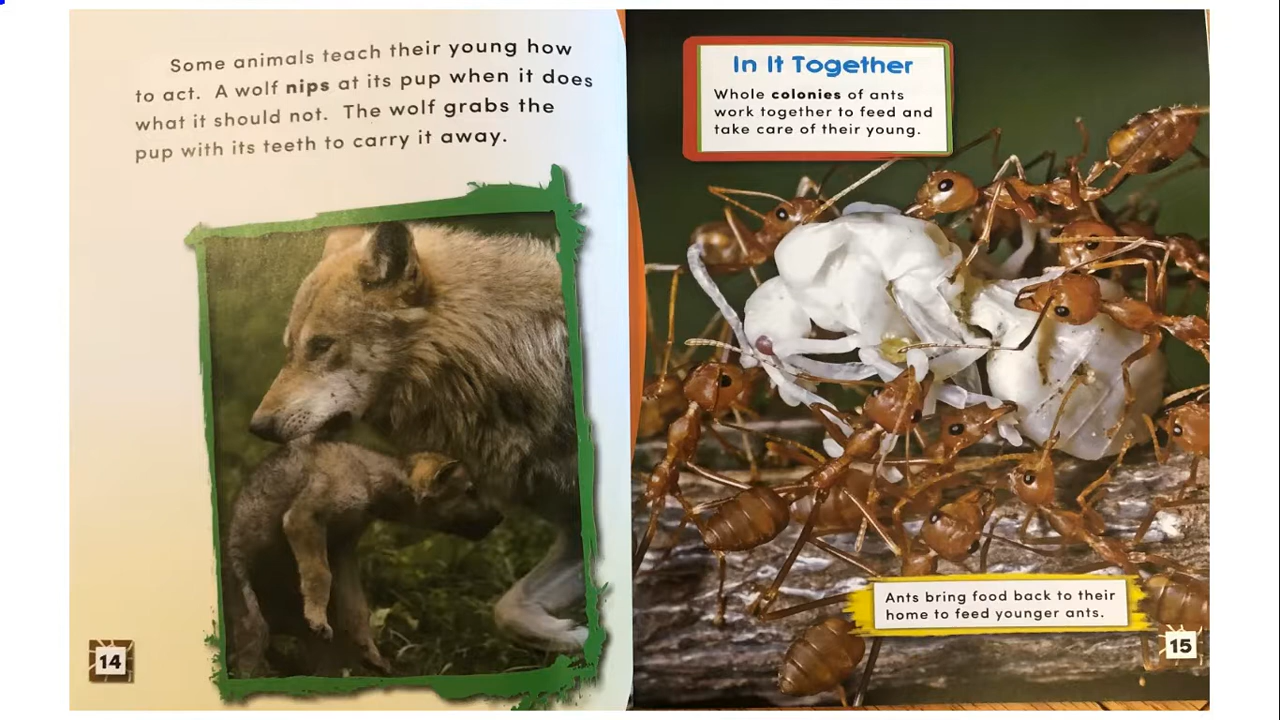 Some animals teach their young how
to act. A wolf nips at its pup when it does
what it should not. The wolf grabs the
pup with its teeth to carry it away.
14
In It Together
Whole colonies of ants
work together to feed and
take care of their young.
Ants bring food back to their
home to feed younger ants.
15